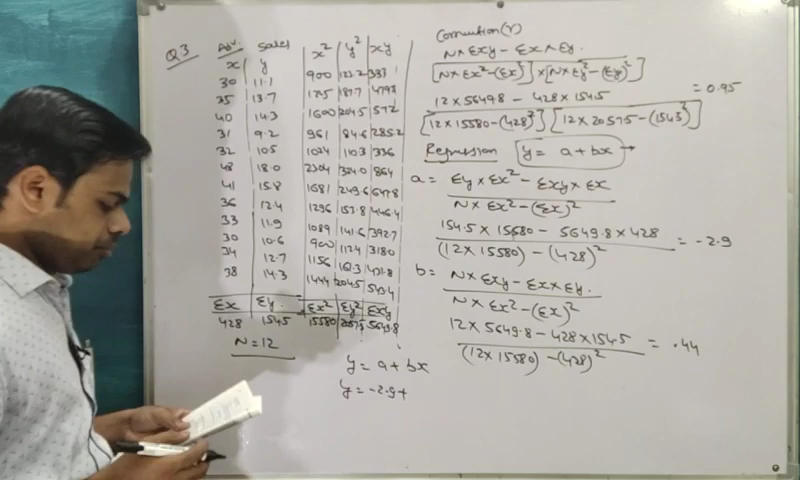 Q3
Adv. Sales
x y x² y² xy
30 11.1 900 123.2 333
35 13.7 1225 187.7 479.5
40 14.3 1600 204.5 572
31 9.2 961 84.6 285.2
32 10.5 1024 110.3 336
48 18.0 2304 324.0 864
41 15.8 1681 249.6 647.8
36 12.4 1296 153.8 446.4
33 11.9 1089 141.6 392.7
30 10.6 900 112.4 3180
34 12.7 1156 161.3 431.8
38 14.3 1444 204.5 543.4
Σx Σy Σx² Σy² Σxy
428 154.5 15580 2057.5 5649.8
N = 12
y = a + bx
y = -2.9 +
Correlation (r)
N × Σxy - Σx × Σy
[N × Σx² - (Σx)²] × [N × Σy² - (Σy)²]
12 × 5649.8 - 428 × 154.5 = 0.95
[12 × 15580 - (428)²] [12 × 2057.5 - (154.5)²]
Regression y = a + bx →
a = Σy × Σx² - Σxy × Σx
N × Σx² - (Σx)²
154.5 × 15580 - 5649.8 × 428 = -2.9
(12 × 15580) - (428)²
b = N × Σxy - Σx × Σy.
N × Σx² - (Σx)²
12 × 5649.8 - 428 × 154.5 = .44
(12 × 15580) - (428)²